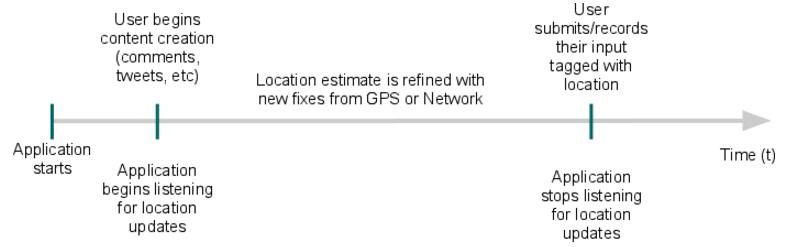 User begins
content creation
(comments,
tweets, etc)
User
submits/records
their input
tagged with
location
Location estimate is refined with
new fixes from GPS or Network
Application
starts
Application
begins listening
for location
updates
Application
stops listening
for location
updates
Time (t)